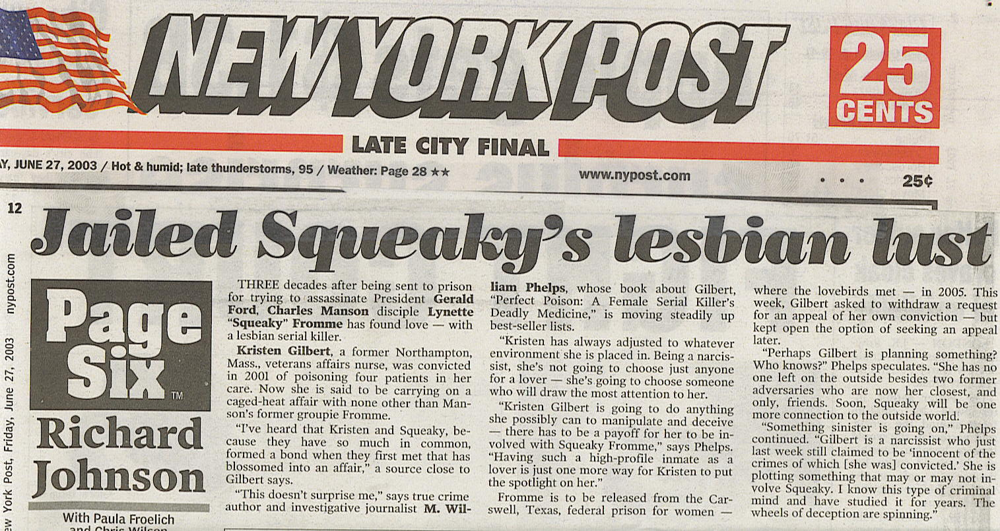 NEW YORK POST
25
CENTS
LATE CITY FINAL
AY, JUNE 27, 2003 / Hot & humid; late thunderstorms, 95 / Weather: Page 28 ★★
www.nypost.com
• • •
25¢
12
nypost.com
ew York Post, Friday, June 27, 2003
Jailed Squeaky's lesbian lust
Page
Six™
Richard
Johnson
With Paula Froelich
and Chris Wilson
THREE decades after being sent to prison
for trying to assassinate President Gerald
Ford, Charles Manson disciple Lynette
“Squeaky” Fromme has found love — with
a lesbian serial killer.
Kristen Gilbert, a former Northampton,
Mass., veterans affairs nurse, was convicted
in 2001 of poisoning four patients in her
care. Now she is said to be carrying on a
caged-heat affair with none other than Man-
son's former groupie Fromme.
“I've heard that Kristen and Squeaky, be-
cause they have so much in common,
formed a bond when they first met that has
blossomed into an affair,” a source close to
Gilbert says.
“This doesn't surprise me,” says true crime
author and investigative journalist M. Wil-
liam Phelps, whose book about Gilbert,
“Perfect Poison: A Female Serial Killer's
Deadly Medicine,” is moving steadily up
best-seller lists.
“Kristen has always adjusted to whatever
environment she is placed in. Being a narcis-
sist, she's not going to choose just anyone
for a lover — she's going to choose someone
who will draw the most attention to her.
“Kristen Gilbert is going to do anything
she possibly can to manipulate and deceive
— there has to be a payoff for her to be in-
volved with Squeaky Fromme,” says Phelps.
“Having such a high-profile inmate as a
lover is just one more way for Kristen to put
the spotlight on her.”
Fromme is to be released from the Car-
swell, Texas, federal prison for women —
where the lovebirds met — in 2005. This
week, Gilbert asked to withdraw a request
for an appeal of her own conviction — but
kept open the option of seeking an appeal
later.
“Perhaps Gilbert is planning something?
Who knows?” Phelps speculates. “She has no
one left on the outside besides two former
adversaries who are now her closest, and
only, friends. Soon, Squeaky will be one
more connection to the outside world.
“Something sinister is going on,” Phelps
continued. “Gilbert is a narcissist who just
last week still claimed to be ‘innocent of the
crimes of which [she was] convicted.’ She is
plotting something that may or may not in-
volve Squeaky. I know this type of criminal
mind and have studied it for years. The
wheels of deception are spinning.”